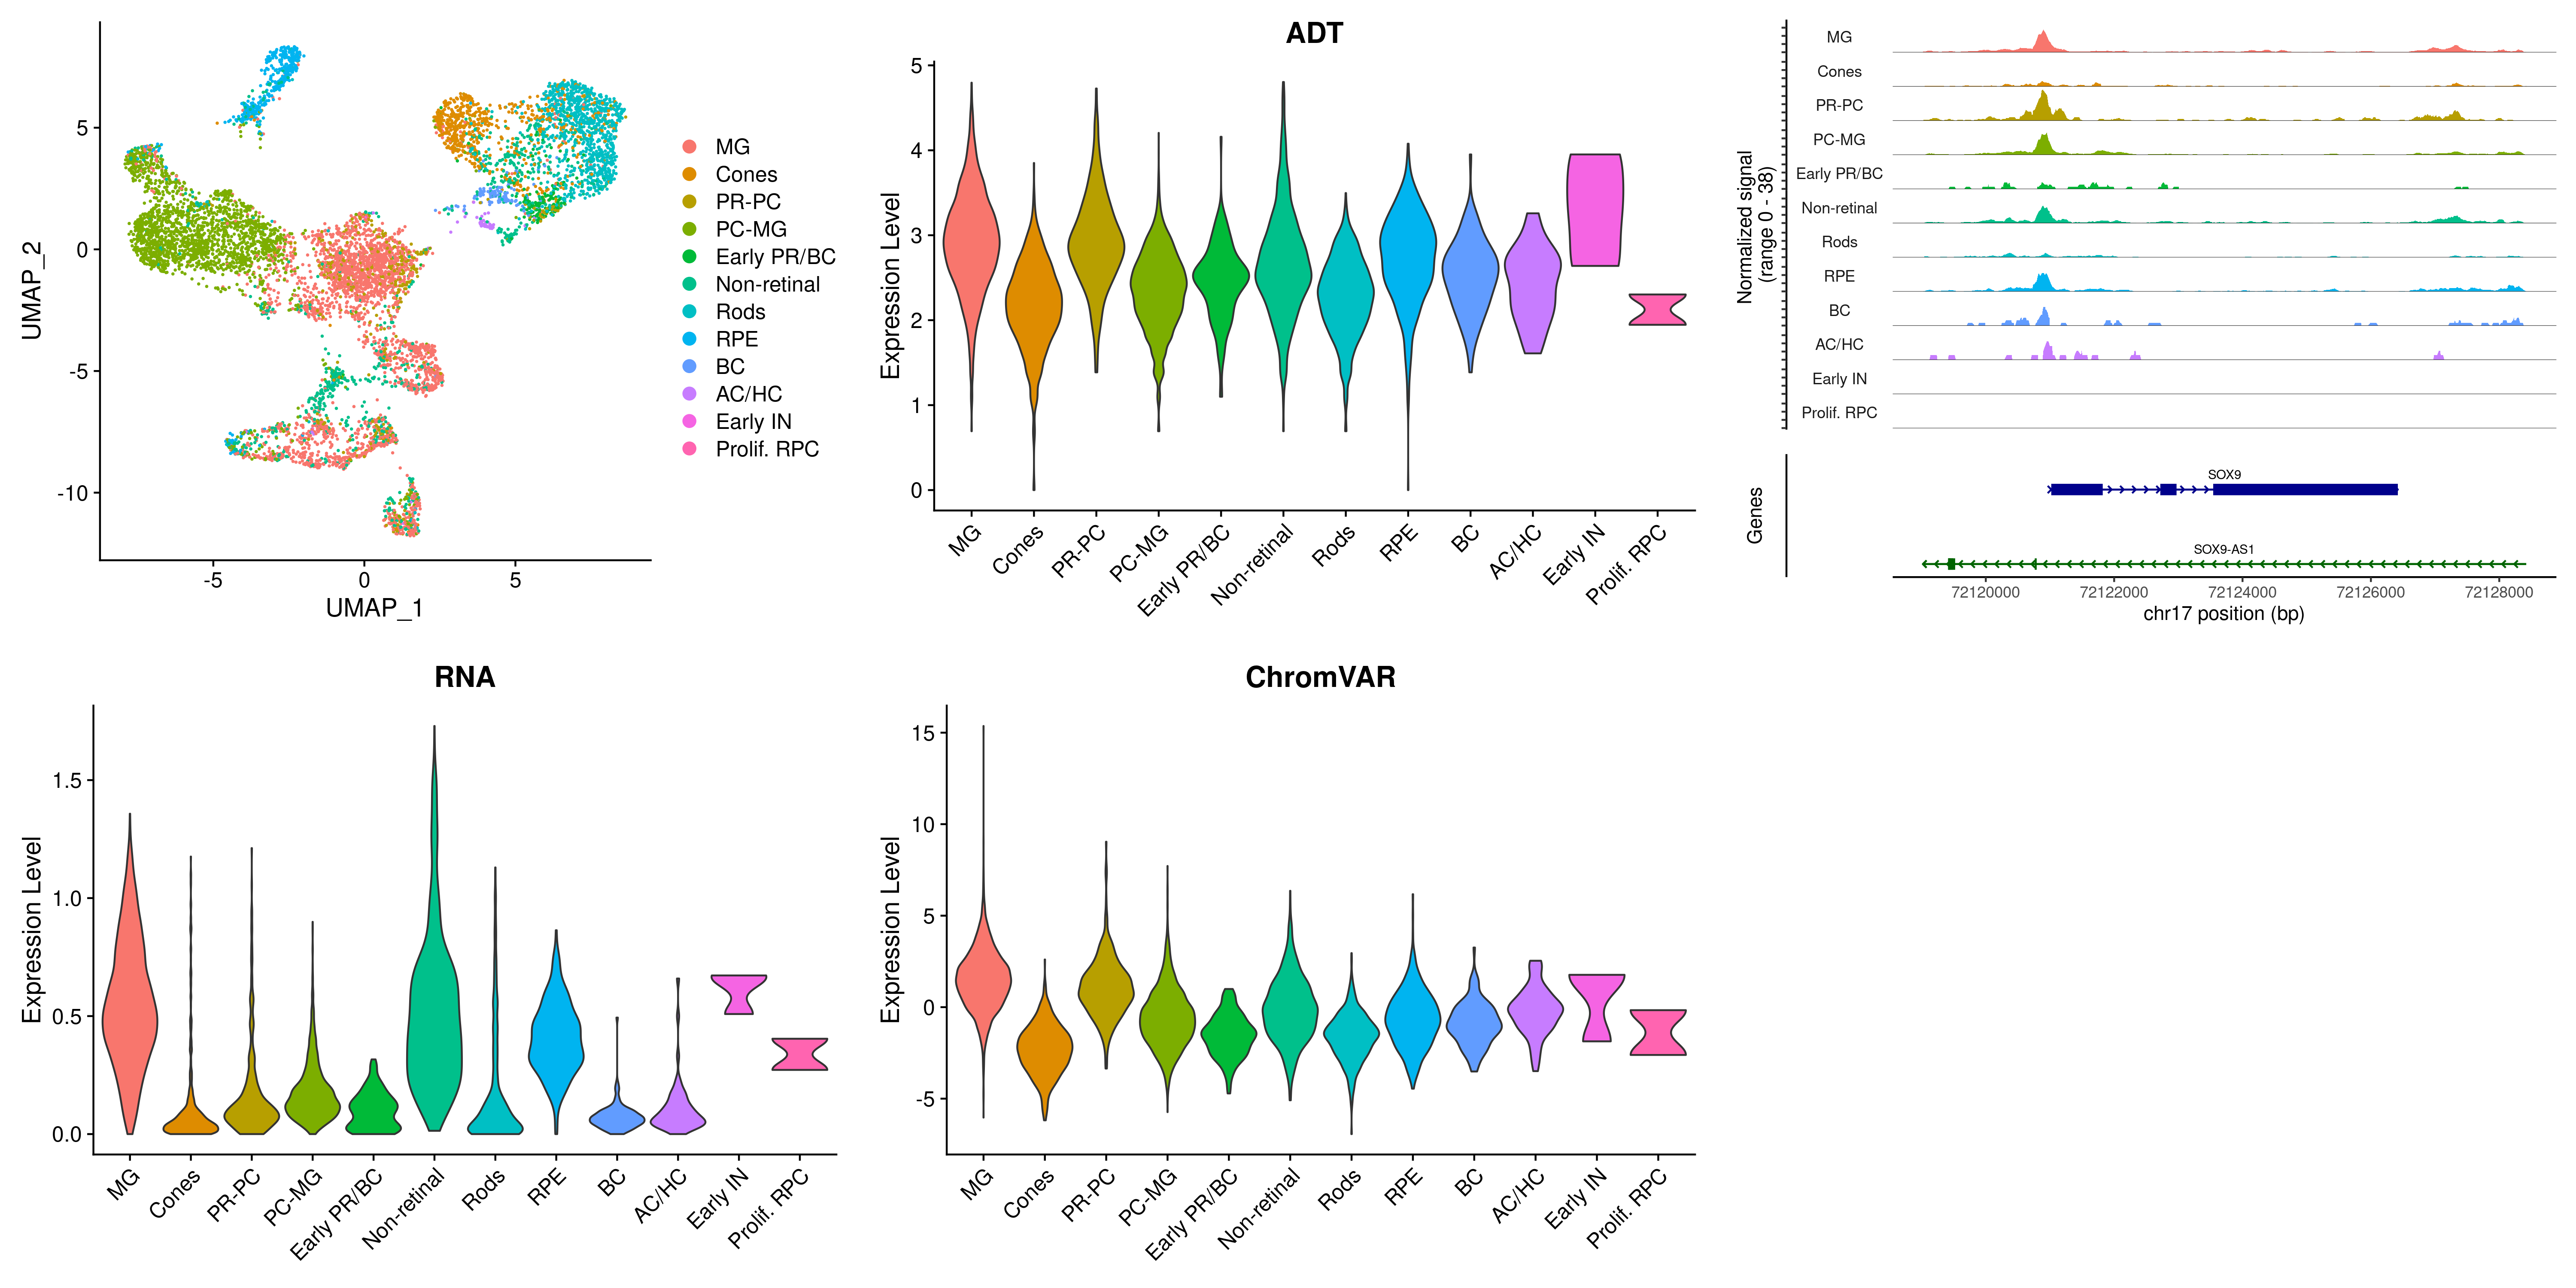 5
0
-5
-10
UMAP_2
-5
0
5
UMAP_1
MG
Cones
PR-PC
PC-MG
Early PR/BC
Non-retinal
Rods
RPE
BC
AC/HC
Early IN
Prolif. RPC
ADT
5
4
3
2
1
0
Expression Level
MG
Cones
PR-PC
PC-MG
Early PR/BC
Non-retinal
Rods
RPE
BC
AC/HC
Early IN
Prolif. RPC
Normalized signal
(range 0 - 38)
MG
Cones
PR-PC
PC-MG
Early PR/BC
Non-retinal
Rods
RPE
BC
AC/HC
Early IN
Prolif. RPC
Genes
SOX9
SOX9-AS1
72120000
72122000
72124000
72126000
72128000
chr17 position (bp)
RNA
1.5
1.0
0.5
0.0
Expression Level
MG
Cones
PR-PC
PC-MG
Early PR/BC
Non-retinal
Rods
RPE
BC
AC/HC
Early IN
Prolif. RPC
ChromVAR
15
10
5
0
-5
Expression Level
MG
Cones
PR-PC
PC-MG
Early PR/BC
Non-retinal
Rods
RPE
BC
AC/HC
Early IN
Prolif. RPC